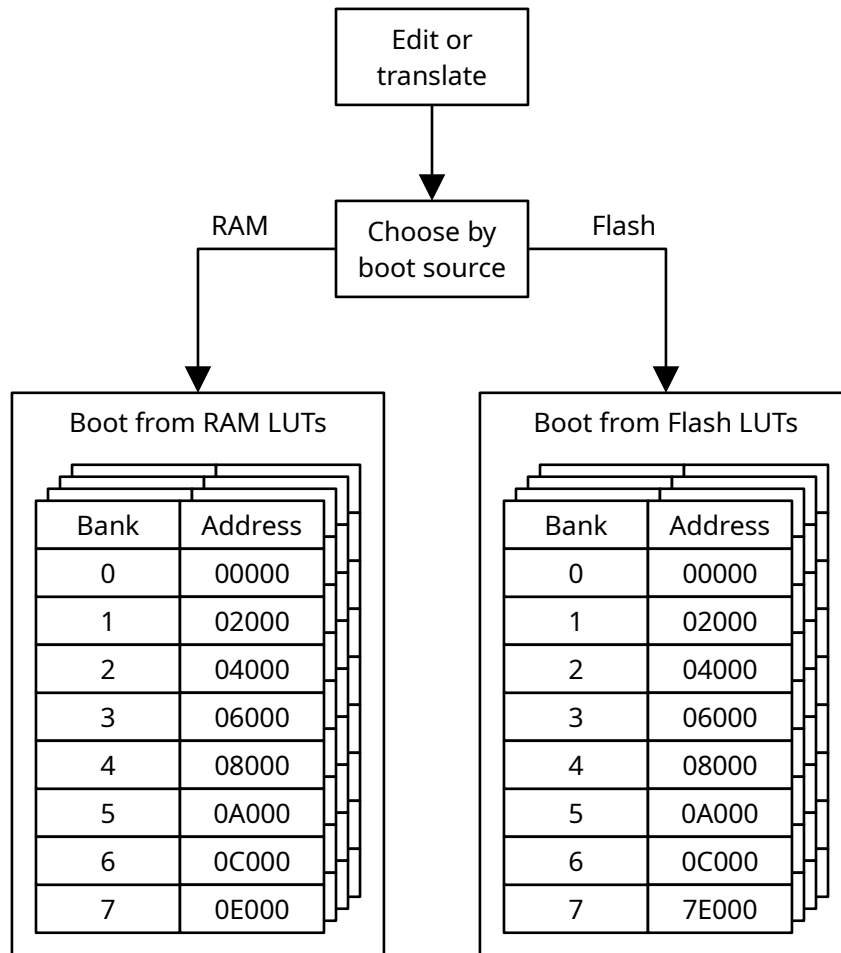 Edit or
translate
Choose by
boot source
RAM
Flash
Boot from RAM LUTs
Bank Address
0 00000
1 02000
2 04000
3 06000
4 08000
5 0A000
6 0C000
7 0E000
Boot from Flash LUTs
Bank Address
0 00000
1 02000
2 04000
3 06000
4 08000
5 0A000
6 0C000
7 7E000